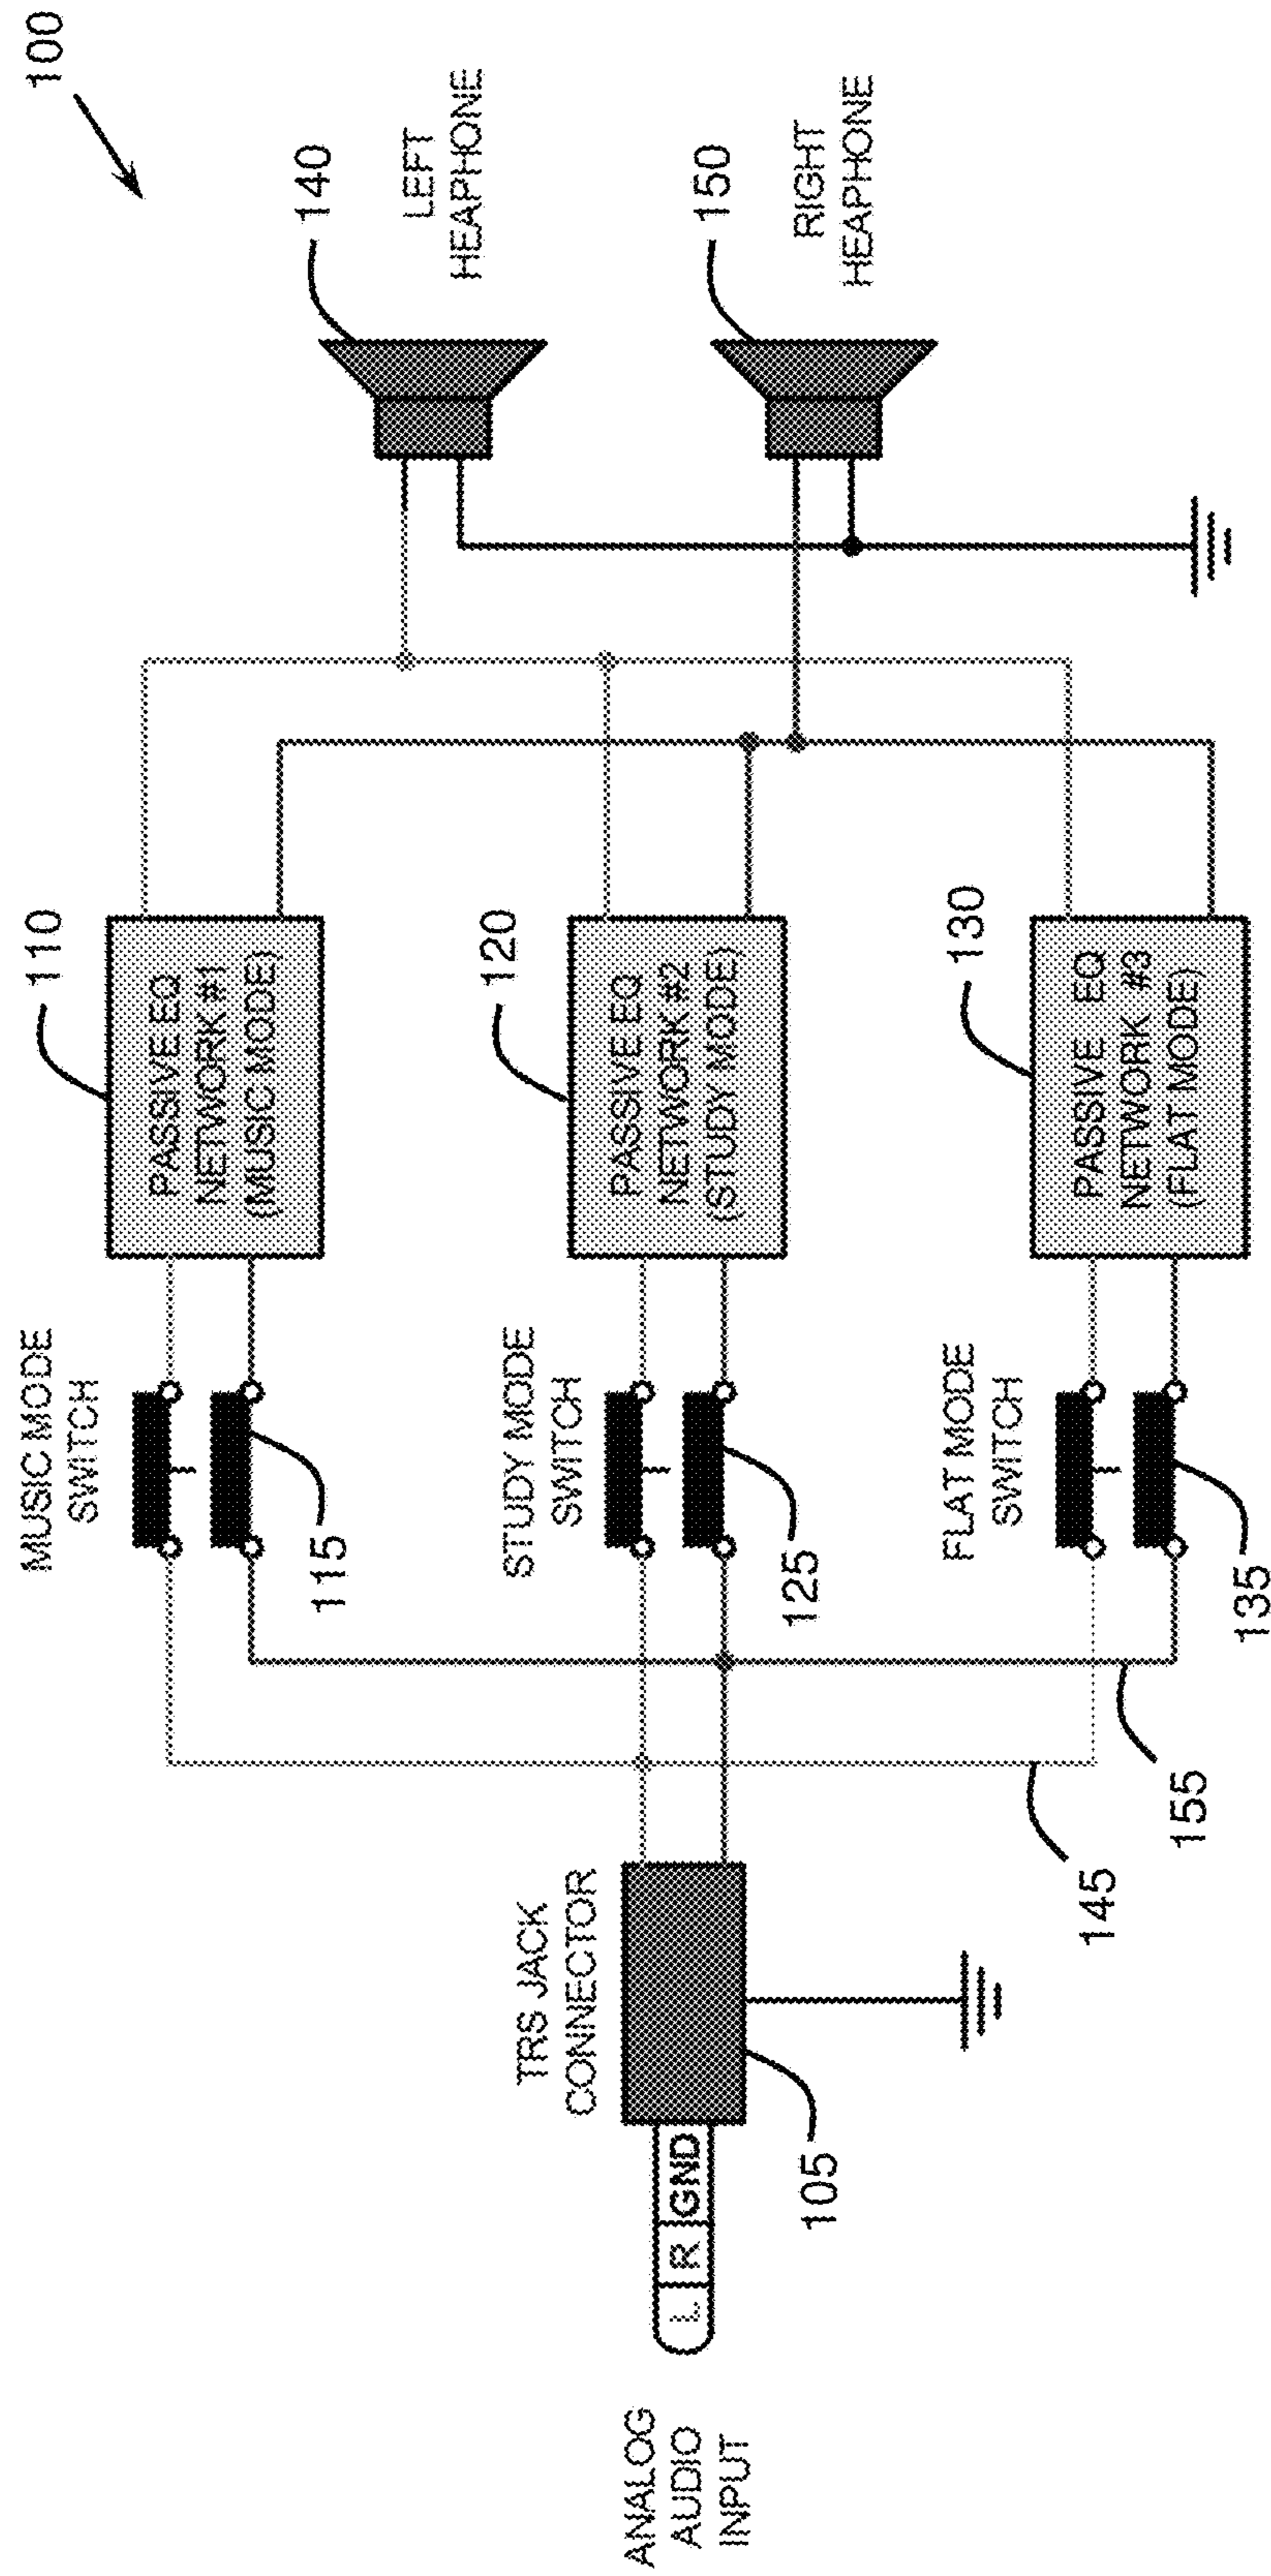 100
MUSIC MODE
SWITCH
115
110
PASSIVE EQ
NETWORK #1
(MUSIC MODE)
140
LEFT
HEAPHONE
TRS JACK
CONNECTOR
ANALOG
AUDIO
INPUT
L R GND
105
STUDY MODE
SWITCH
125
120
PASSIVE EQ
NETWORK #2
(STUDY MODE)
150
RIGHT
HEAPHONE
145
155
FLAT MODE
SWITCH
135
130
PASSIVE EQ
NETWORK #3
(FLAT MODE)